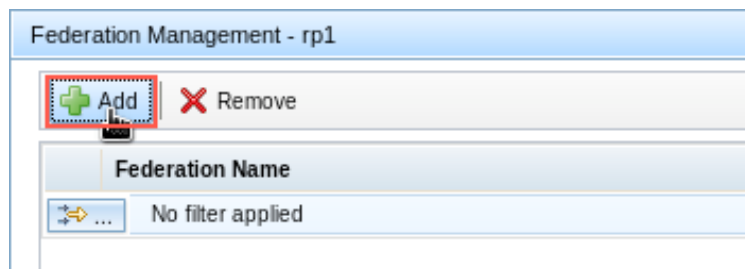 Federation Management - rp1
Add Remove
Federation Name
... No filter applied